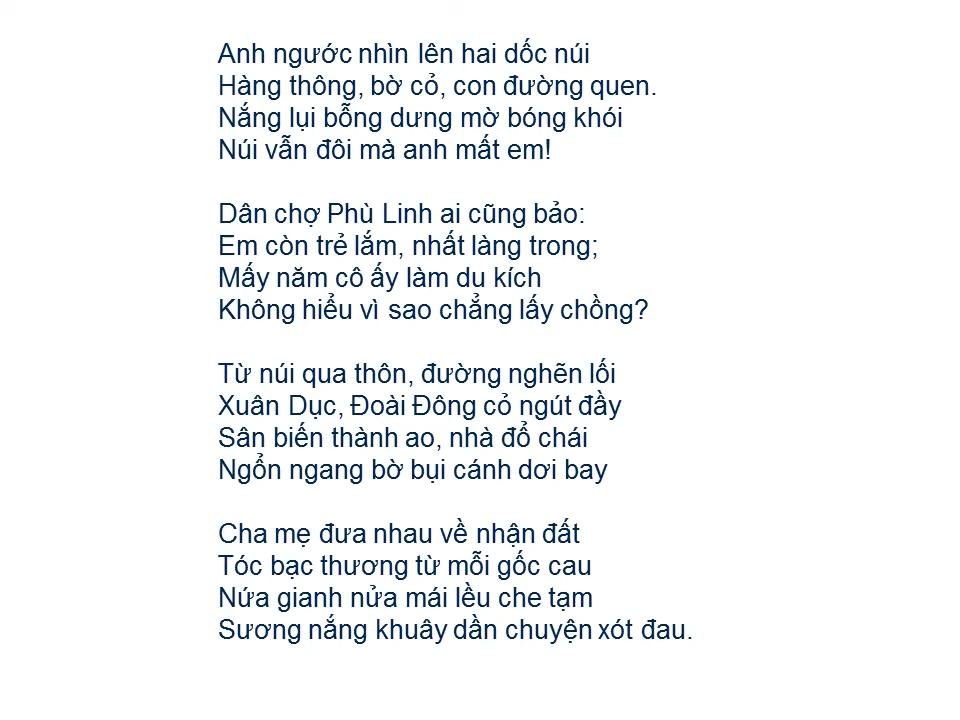 Anh ngước nhìn lên hai dốc núi
Hàng thông, bờ cỏ, con đường quen.
Nắng lụi bỗng dưng mờ bóng khói
Núi vẫn đôi mà anh mất em!
Dân chợ Phù Linh ai cũng bảo:
Em còn trẻ lắm, nhất làng trong;
Mấy năm cô ấy làm du kích
Không hiểu vì sao chẳng lấy chồng?
Từ núi qua thôn, đường nghẽn lối
Xuân Dục, Đoài Đông cỏ ngút đầy
Sân biến thành ao, nhà đổ chái
Ngổn ngang bờ bụi cánh dơi bay
Cha mẹ đưa nhau về nhận đất
Tóc bạc thương từ mỗi gốc cau
Nứa gianh nửa mái lều che tạm
Sương nắng khuây dần chuyện xót đau.